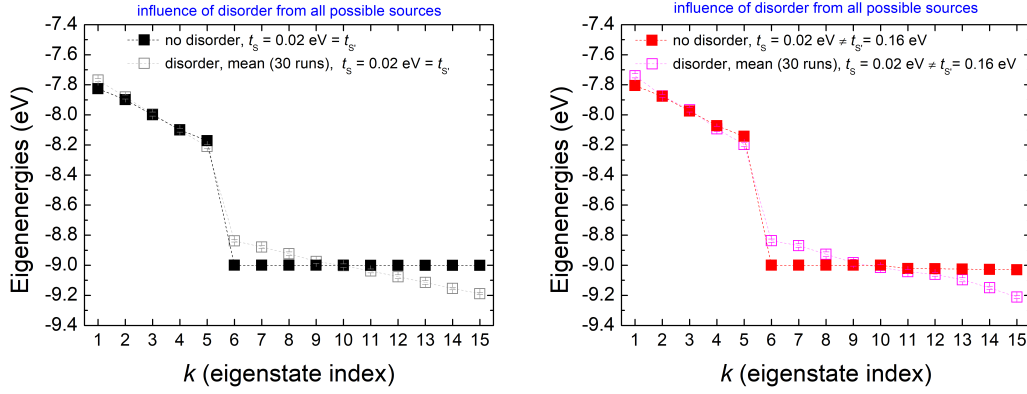 influence of disorder from all possible sources
no disorder, tS = 0.02 eV = tS'
disorder, mean (30 runs), tS = 0.02 eV = tS'
Eigenenergies (eV)
-7.4
-7.6
-7.8
-8.0
-8.2
-8.4
-8.6
-8.8
-9.0
-9.2
-9.4
1 2 3 4 5 6 7 8 9 10 11 12 13 14 15
k (eigenstate index)
influence of disorder from all possible sources
no disorder, tS = 0.02 eV ≠ tS' = 0.16 eV
disorder, mean (30 runs), tS = 0.02 eV ≠ tS' = 0.16 eV
Eigenenergies (eV)
-7.4
-7.6
-7.8
-8.0
-8.2
-8.4
-8.6
-8.8
-9.0
-9.2
-9.4
1 2 3 4 5 6 7 8 9 10 11 12 13 14 15
k (eigenstate index)